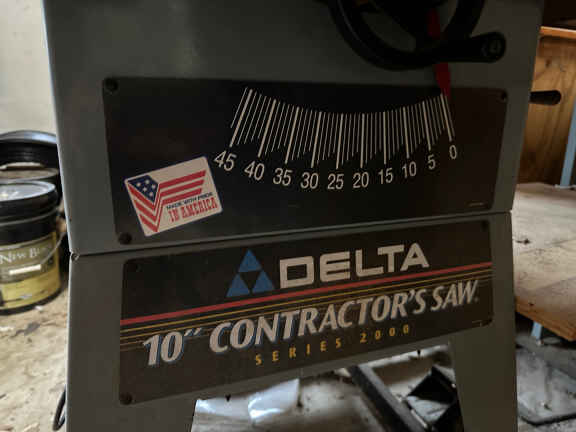 45 40 35 30 25 20 15 10 5 0
MADE WITH PRIDE
IN AMERICA
DELTA
10" CONTRACTOR'S SAW
SERIES 2000
New B